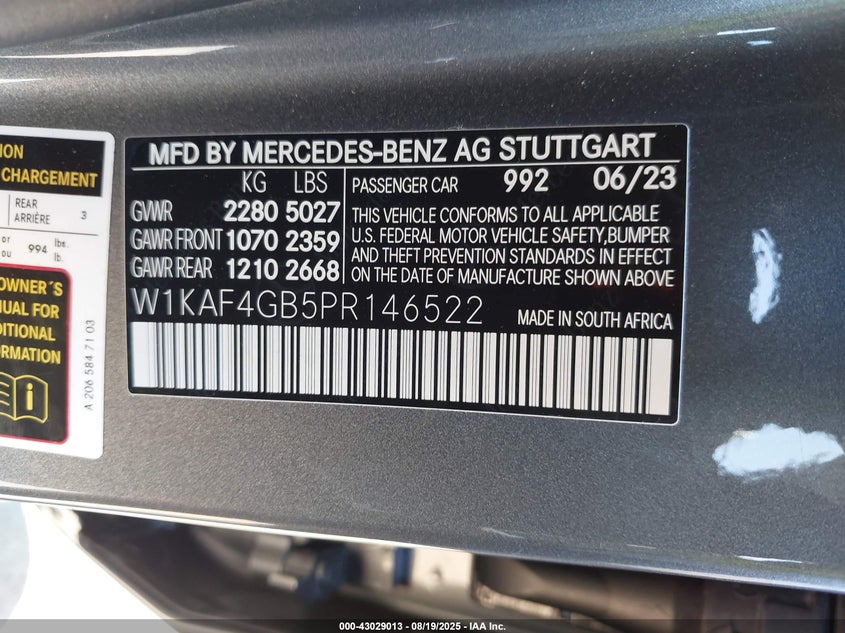 ION
CHARGEMENT
REAR
ARRIÈRE
3
or
ou
994
lbs.
lb.
OWNER´S
ANUAL FOR
DITIONAL
ORMATION
i
A 206 584 71 03
MFD BY MERCEDES-BENZ AG STUTTGART
KG LBS
GVWR 2280 5027
GAWR FRONT 1070 2359
GAWR REAR 1210 2668
PASSENGER CAR 992 06/23
THIS VEHICLE CONFORMS TO ALL APPLICABLE
U.S. FEDERAL MOTOR VEHICLE SAFETY,BUMPER
AND THEFT PREVENTION STANDARDS IN EFFECT
ON THE DATE OF MANUFACTURE SHOWN ABOVE
W1KAF4GB5PR146522
MADE IN SOUTH AFRICA
000-43029013 - 08/19/2025 - IAA Inc.